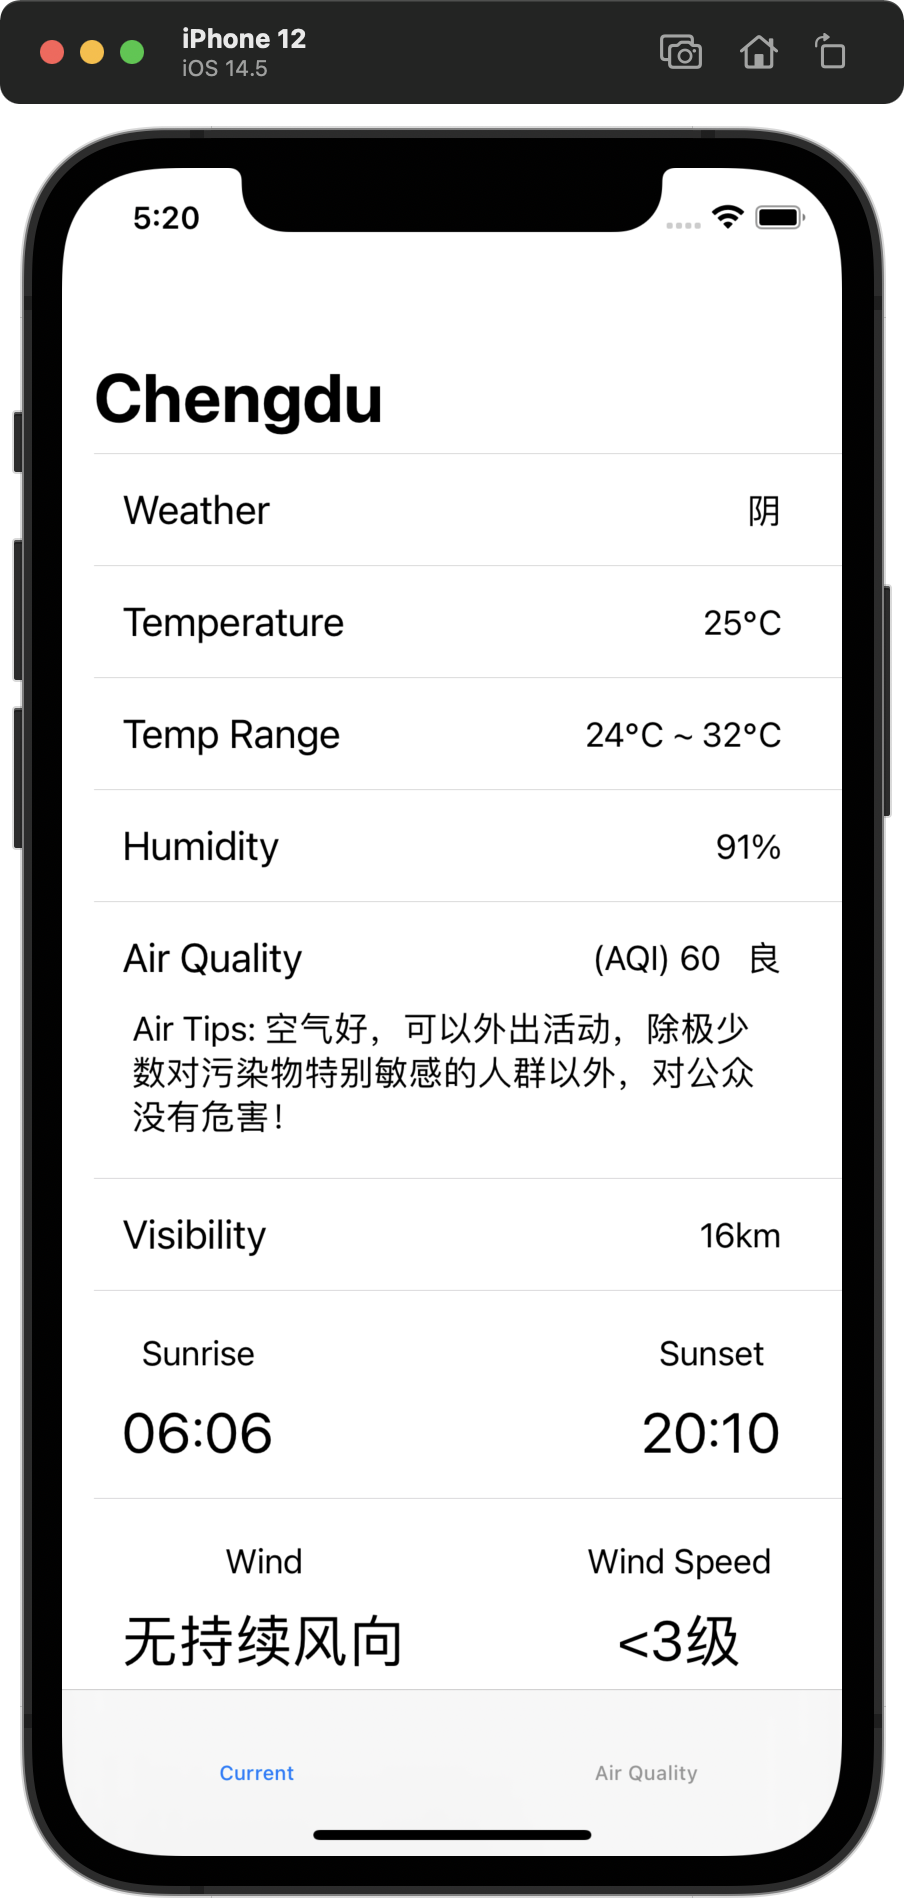 iPhone 12
iOS 14.5
5:20
Chengdu
Weather 阴
Temperature 25°C
Temp Range 24°C ~ 32°C
Humidity 91%
Air Quality (AQI) 60 良
Air Tips: 空气好，可以外出活动，除极少
数对污染物特别敏感的人群以外，对公众
没有危害！
Visibility 16km
Sunrise Sunset
06:06 20:10
Wind Wind Speed
无持续风向 <3级
Current Air Quality